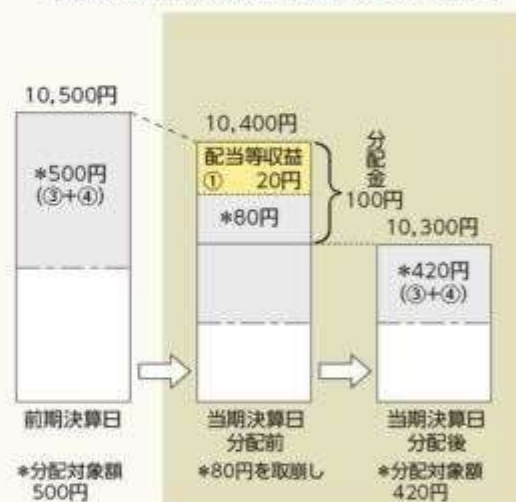 10,500円
*500円
(③+④)
10,400円
配当等収益
① 20円
*80円
分配金
100円
10,300円
*420円
(③+④)
前期決算日
当期決算日
分配前
当期決算日
分配後
*分配対象額
500円
*80円を取崩し
*分配対象額
420円